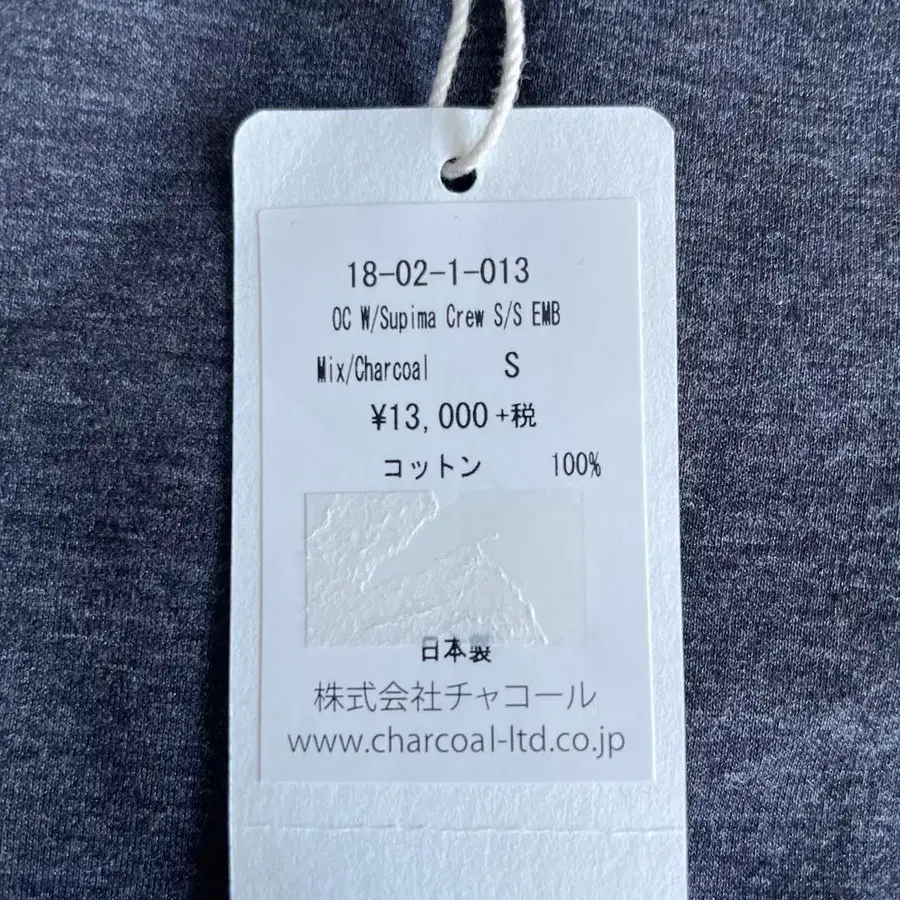 18-02-1-013
OC W/Supima Crew S/S EMB
Mix/Charcoal S
¥13,000+税
コットン 100%
日本製
株式会社チャコール
www.charcoal-ltd.co.jp